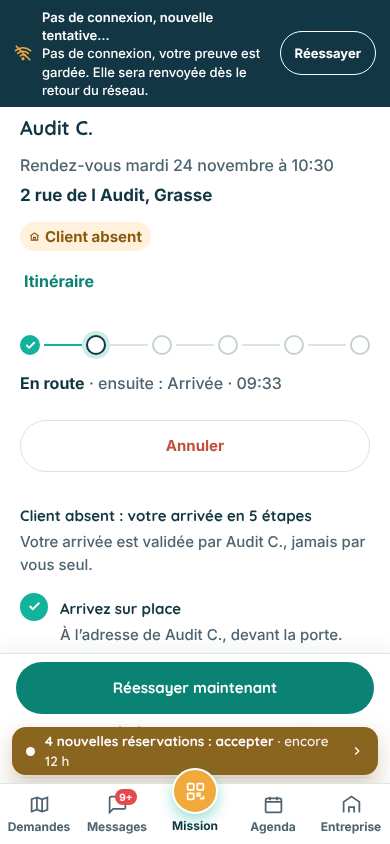 Pas de connexion, nouvelle
tentative...
Pas de connexion, votre preuve est
gardée. Elle sera renvoyée dès le
retour du réseau.
Réessayer
Audit C.
Rendez-vous mardi 24 novembre à 10:30
2 rue de l Audit, Grasse
Client absent
Itinéraire
En route · ensuite : Arrivée · 09:33
Annuler
Client absent : votre arrivée en 5 étapes
Votre arrivée est validée par Audit C., jamais par
vous seul.
Arrivez sur place
À l’adresse de Audit C., devant la porte.
Réessayer maintenant
4 nouvelles réservations : accepter · encore
12 h
9+
Demandes
Messages
Mission
Agenda
Entreprise